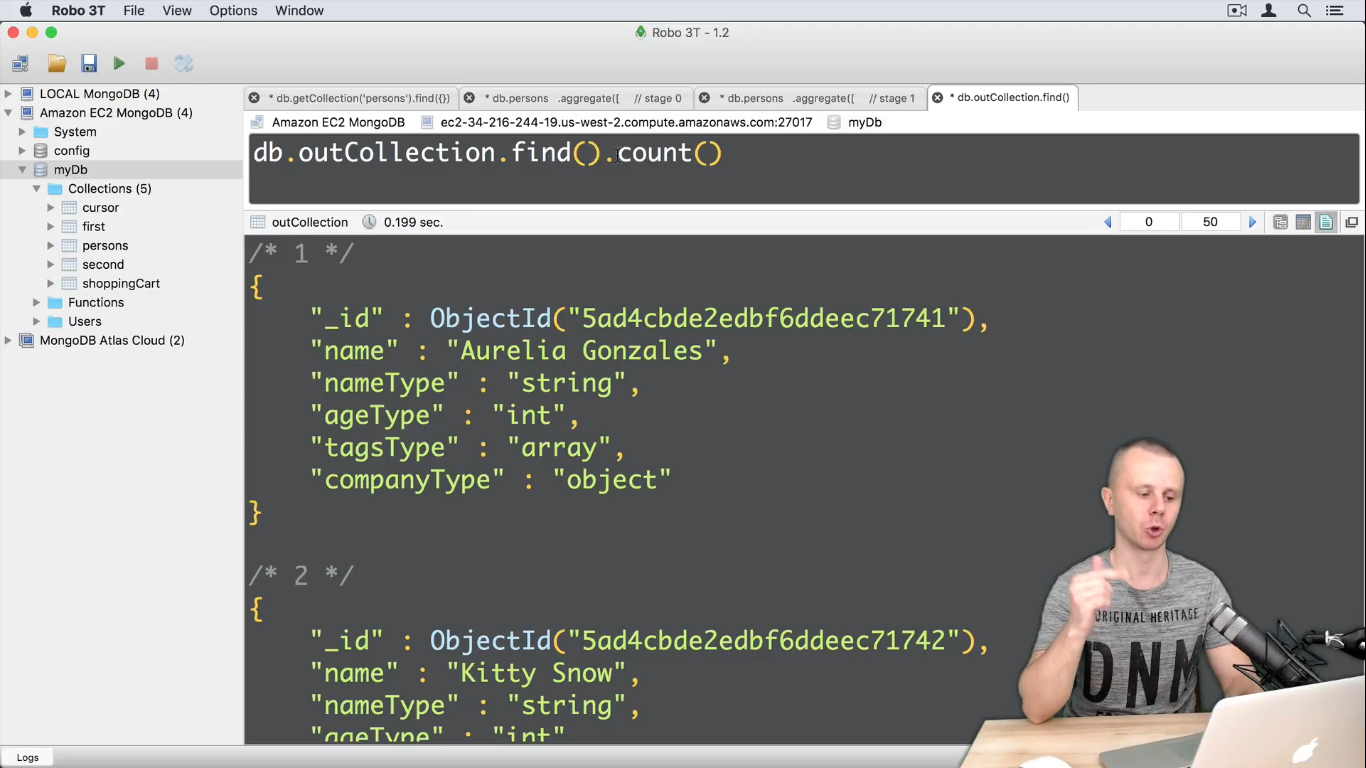 Robo 3T File View Options Window
Robo 3T - 1.2
LOCAL MongoDB (4)
Amazon EC2 MongoDB (4)
System
config
myDb
Collections (5)
cursor
first
persons
second
shoppingCart
Functions
Users
MongoDB Atlas Cloud (2)
* db.getCollection('persons').find({}) * db.persons .aggregate([ // stage 0 * db.persons .aggregate([ // stage 1 * db.outCollection.find()
Amazon EC2 MongoDB ec2-34-216-244-19.us-west-2.compute.amazonaws.com:27017 myDb
db.outCollection.find().count()
outCollection 0.199 sec. 0 50
/* 1 */
{
"_id" : ObjectId("5ad4cbde2edbf6ddeec71741"),
"name" : "Aurelia Gonzales",
"nameType" : "string",
"ageType" : "int",
"tagsType" : "array",
"companyType" : "object"
}
/* 2 */
{
"_id" : ObjectId("5ad4cbde2edbf6ddeec71742"),
"name" : "Kitty Snow",
"nameType" : "string",
"ageType" : "int"
ORIGINAL HERITAGE
DNM
Logs